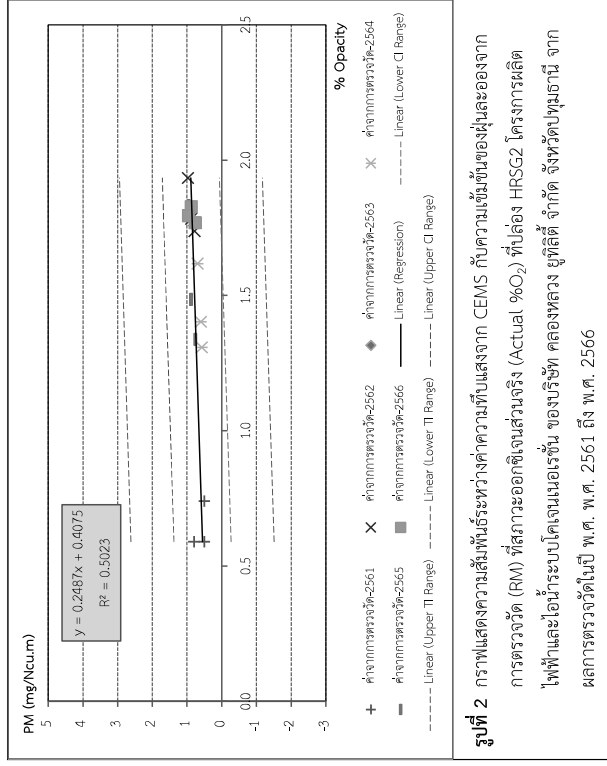 PM (mg/Ncu.m)
5
4
3
2
1
0
-1
-2
-3
0.0
0.5
1.0
1.5
2.0
2.5
% Opacity
y = 0.2487x + 0.4075
R² = 0.5023
ค่าจากการตรวจวัด-2561
ค่าจากการตรวจวัด-2562
ค่าจากการตรวจวัด-2563
ค่าจากการตรวจวัด-2564
ค่าจากการตรวจวัด-2565
ค่าจากการตรวจวัด-2566
Linear (Regression)
Linear (Lower CI Range)
Linear (Upper TI Range)
Linear (Lower TI Range)
Linear (Upper CI Range)
รูปที่ 2 กราฟแสดงความสัมพันธ์ระหว่างค่าความทึบแสงจาก CEMS กับความเข้มข้นของฝุ่นละอองจาก
การตรวจวัด (RM) ที่สภาวะออกซิเจนส่วนจริง (Actual %O₂) ที่ปล่อง HRSG2 โครงการผลิต
ไฟฟ้าและไอน้ำระบบโคเจนเนอเรชั่น ของบริษัท คลองหลวง ยูทิลิตี้ จำกัด จังหวัดปทุมธานี จาก
ผลการตรวจวัดในปี พ.ศ. พ.ศ. 2561 ถึง พ.ศ. 2566